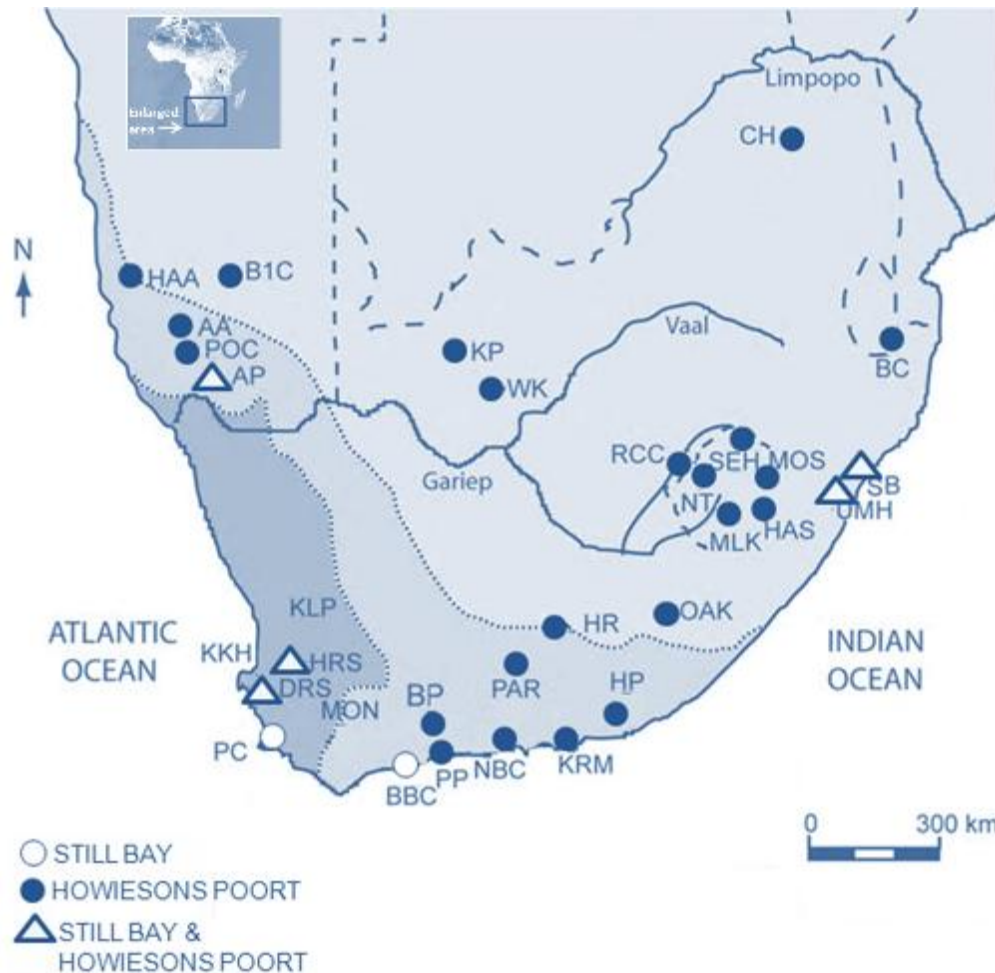 Enlarged
area
Limpopo
CH
N
HAA
B1C
AA
POC
AP
KP
WK
Vaal
BC
Gariep
RCC
SEH
MOS
NT
MLK
HAS
SB
UMH
ATLANTIC
OCEAN
KLP
KKH
HRS
DRS
MON
PC
HR
OAK
INDIAN
OCEAN
PAR
HP
BP
PP
NBC
KRM
BBC
0 300 km
STILL BAY
HOWIESONS POORT
STILL BAY &
HOWIESONS POORT